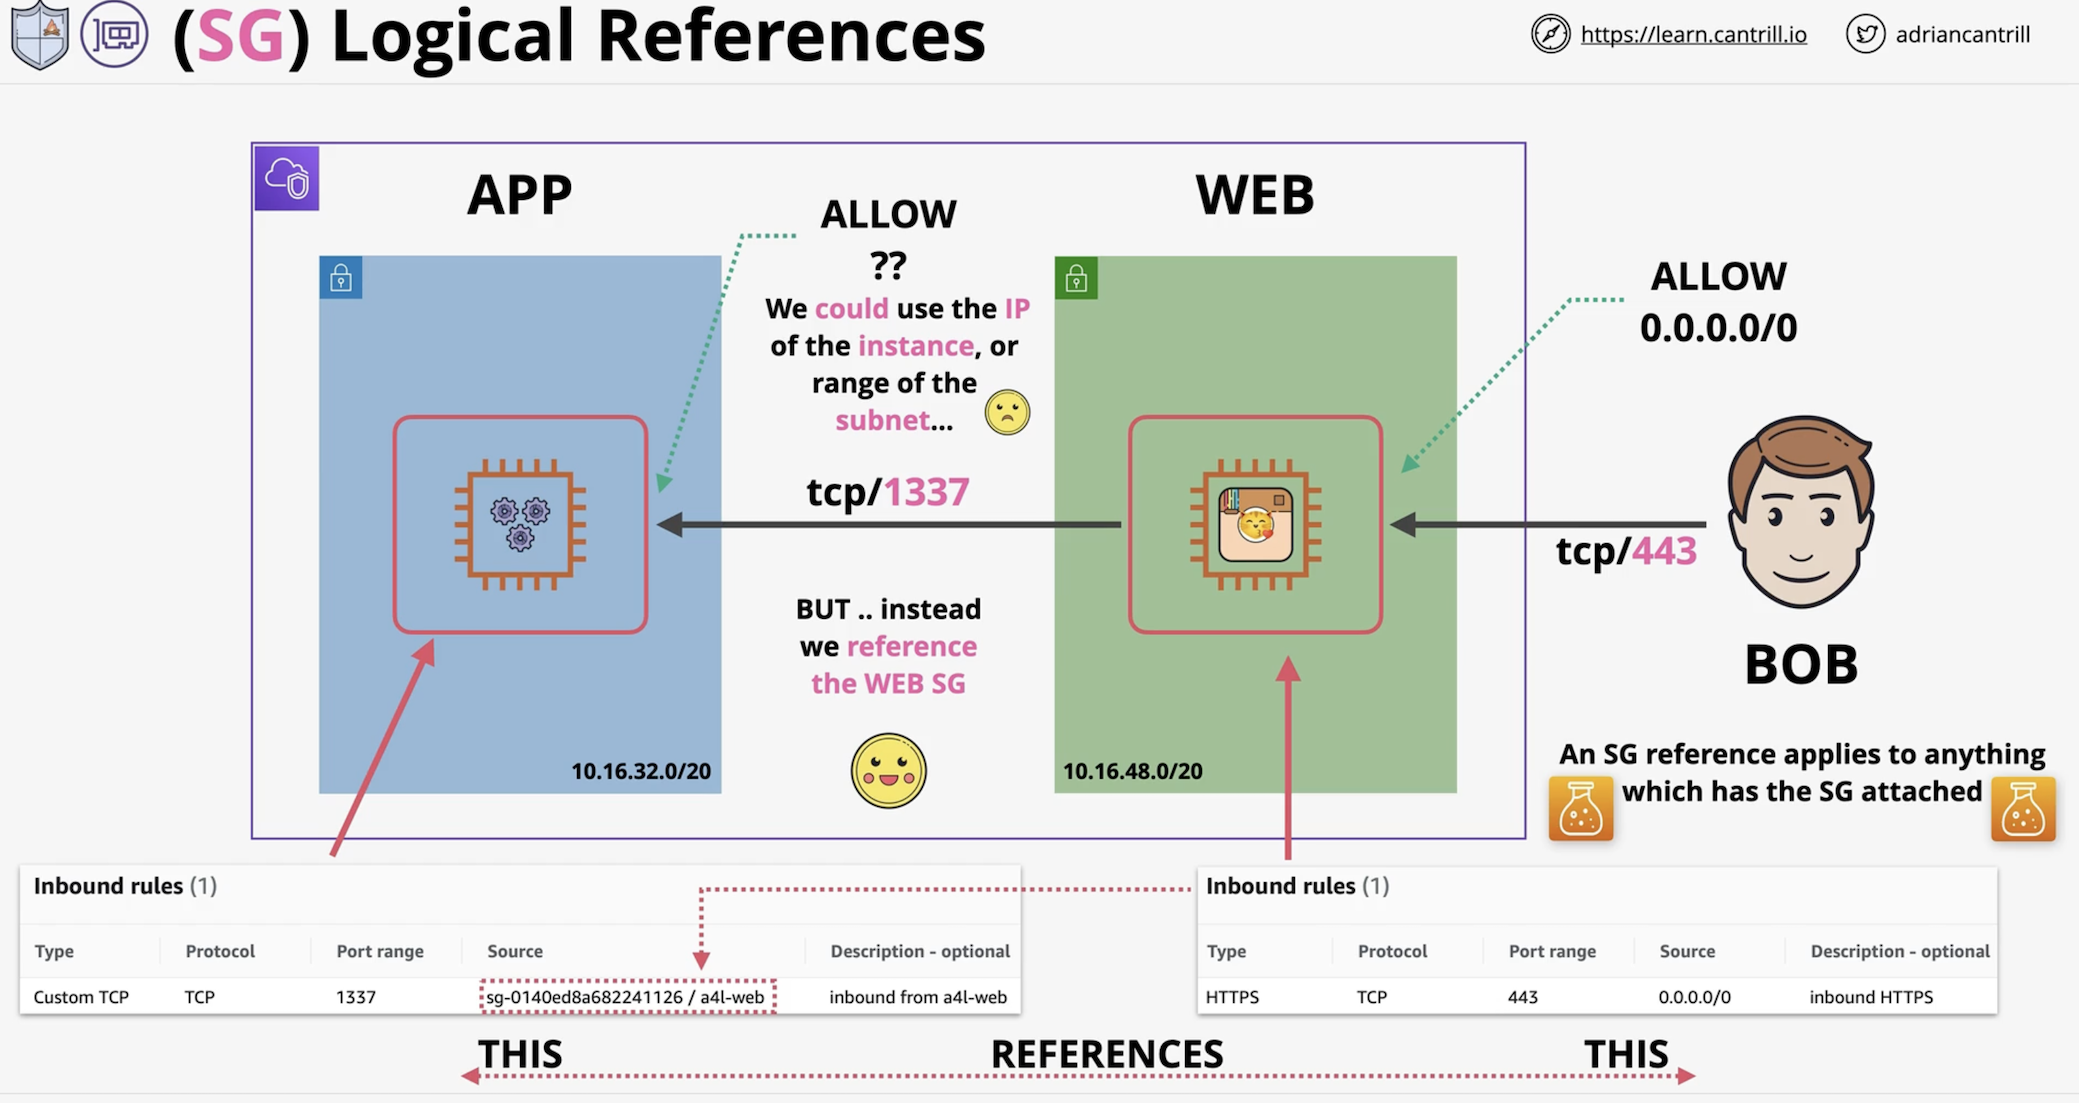 (SG) Logical References
https://learn.cantrill.io
adriancantrill
APP
ALLOW
??
We could use the IP
of the instance, or
range of the
subnet...
tcp/1337
BUT .. instead
we reference
the WEB SG
WEB
ALLOW
0.0.0.0/0
tcp/443
BOB
10.16.32.0/20
10.16.48.0/20
An SG reference applies to anything
which has the SG attached
Inbound rules (1)
Type Protocol Port range Source Description - optional
Custom TCP TCP 1337 sg-0140ed8a682241126 / a4l-web inbound from a4l-web
Inbound rules (1)
Type Protocol Port range Source Description - optional
HTTPS TCP 443 0.0.0.0/0 inbound HTTPS
THIS REFERENCES THIS